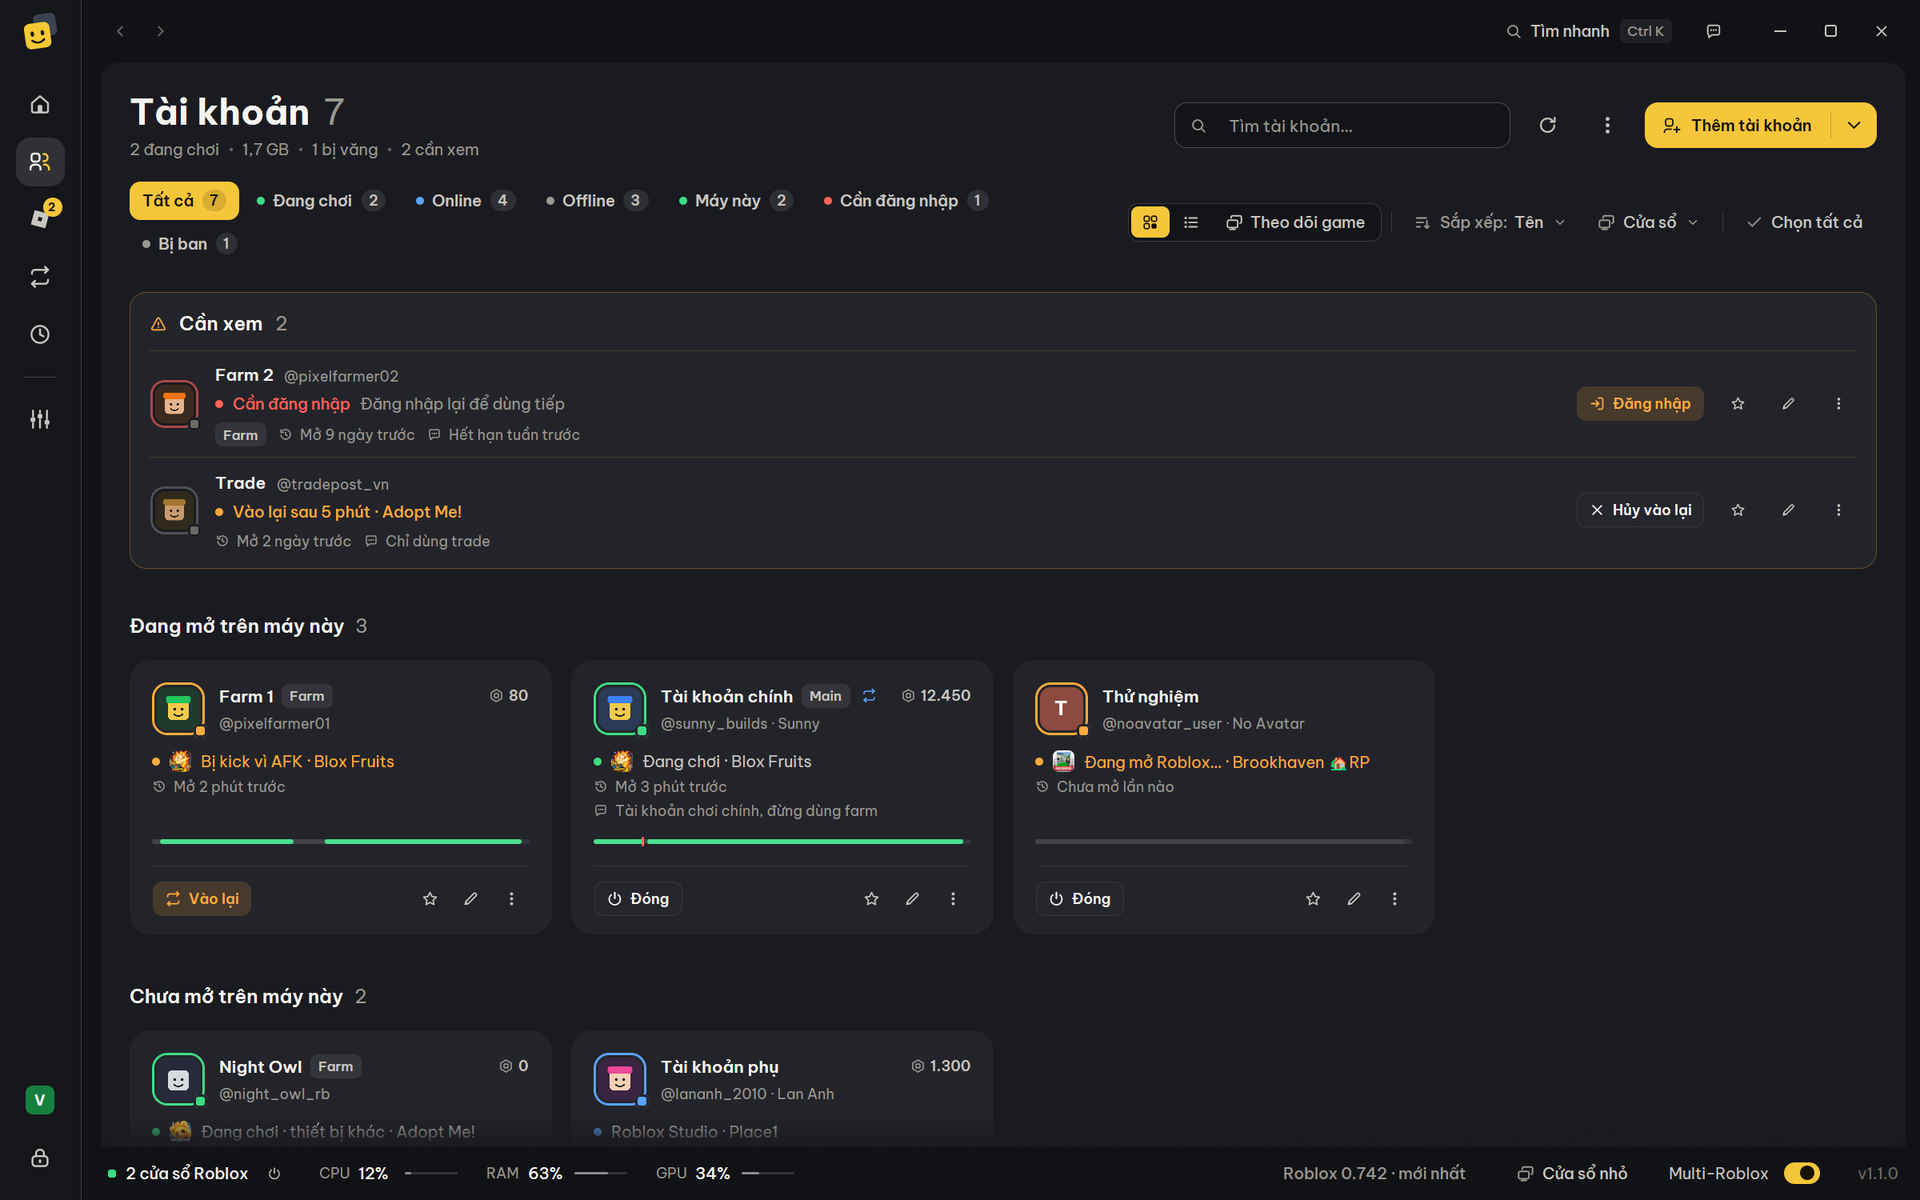 Tìm nhanh Ctrl K
Tài khoản 7
2 đang chơi · 1,7 GB · 1 bị văng · 2 cần xem
Tìm tài khoản...
Thêm tài khoản
Tất cả 7
Đang chơi 2
Online 4
Offline 3
Máy này 2
Cần đăng nhập 1
Bị ban 1
Theo dõi game
Sắp xếp: Tên
Cửa sổ
Chọn tất cả
2
Cần xem 2
Farm 2 @pixelfarmer02
Cần đăng nhập Đăng nhập lại để dùng tiếp
Farm Mở 9 ngày trước Hết hạn tuần trước
Đăng nhập
Trade @tradepost_vn
Vào lại sau 5 phút · Adopt Me!
Mở 2 ngày trước Chỉ dùng trade
Hủy vào lại
Đang mở trên máy này 3
Farm 1 Farm 80
@pixelfarmer01
Bị kick vì AFK · Blox Fruits
Mở 2 phút trước
Vào lại
Tài khoản chính Main 12.450
@sunny_builds · Sunny
Đang chơi · Blox Fruits
Mở 3 phút trước
Tài khoản chơi chính, đừng dùng farm
Đóng
T
Thử nghiệm
@noavatar_user · No Avatar
Đang mở Roblox... · Brookhaven 🏡RP
Chưa mở lần nào
Đóng
Chưa mở trên máy này 2
Night Owl Farm 0
@night_owl_rb
Đang chơi · thiết bị khác · Adopt Me!
Tài khoản phụ 1.300
@lananh_2010 · Lan Anh
Roblox Studio · Place1
V
2 cửa sổ Roblox
CPU 12%
RAM 63%
GPU 34%
Roblox 0.742 · mới nhất
Cửa sổ nhỏ
Multi-Roblox
v1.1.0